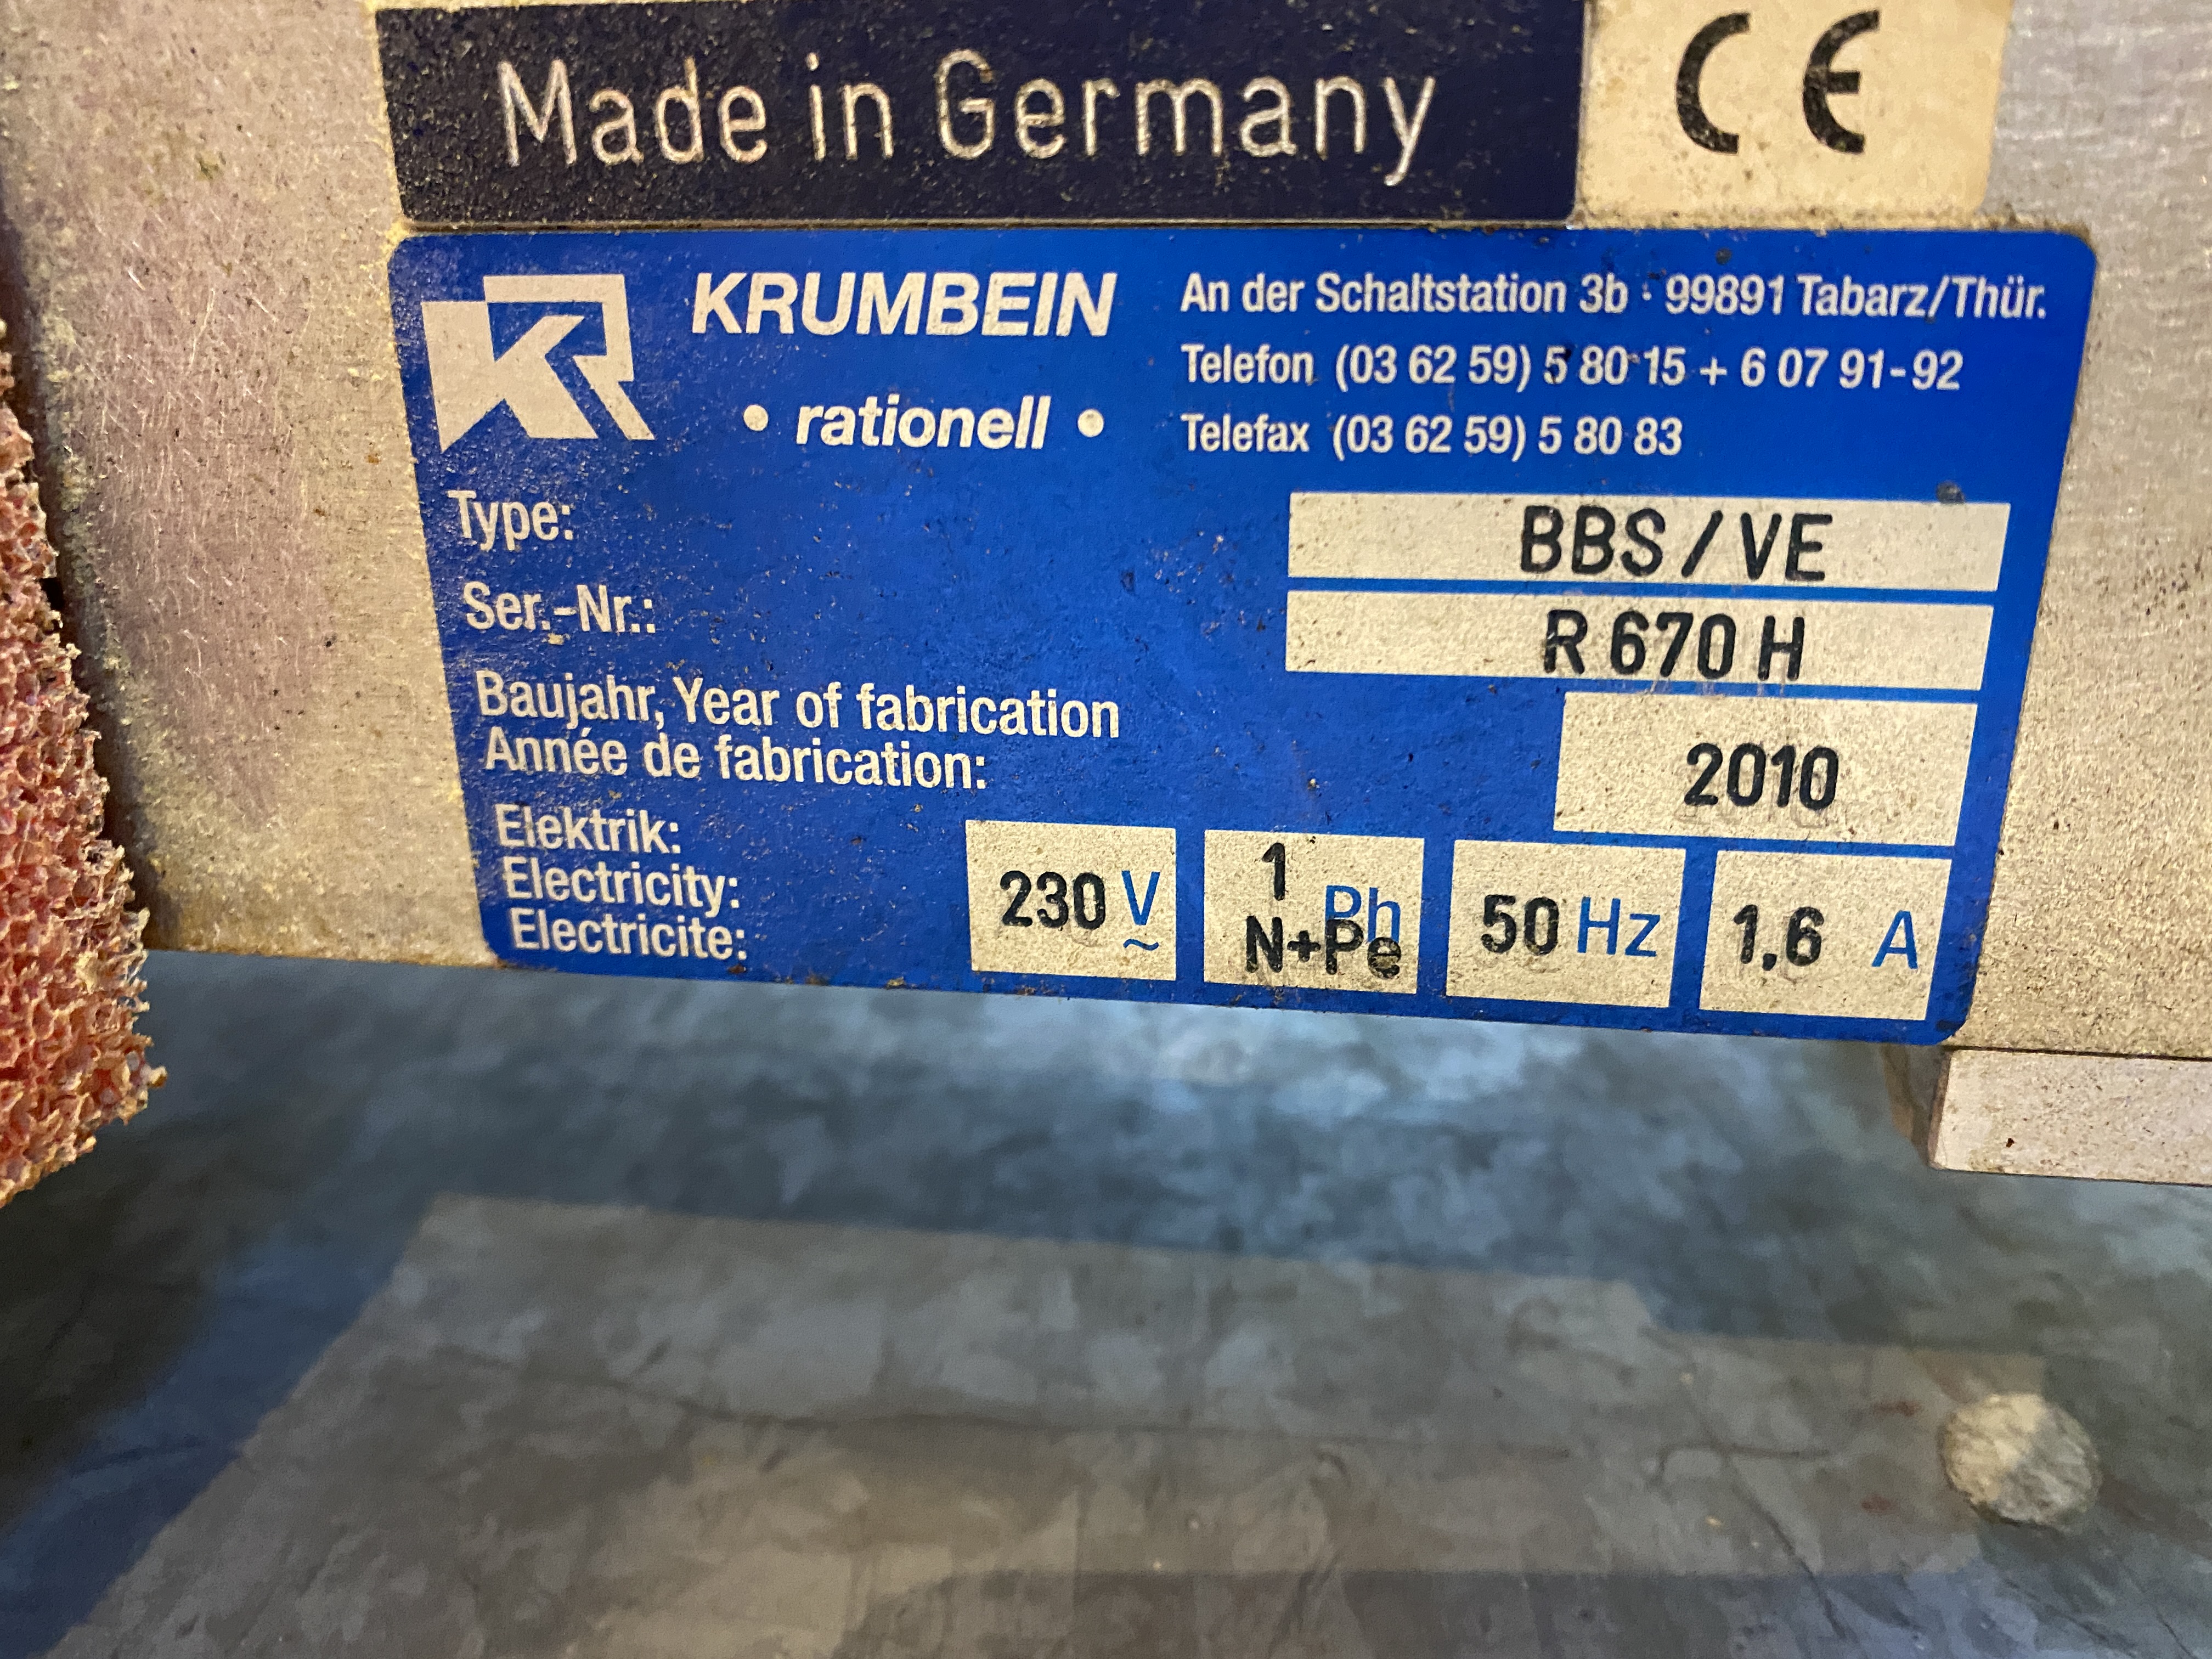 Made in Germany
CE
KR
KRUMBEIN
• rationell •
An der Schaltstation 3b · 99891 Tabarz/Thür.
Telefon (03 62 59) 5 80 15 + 6 07 91-92
Telefax (03 62 59) 5 80 83
Type: BBS / VE
Ser.-Nr.: R 670 H
Baujahr, Year of fabrication
Année de fabrication: 2010
Elektrik:
Electricity:
Electricite:
230 V ~
1 Ph
N+Pe
50 Hz
1,6 A